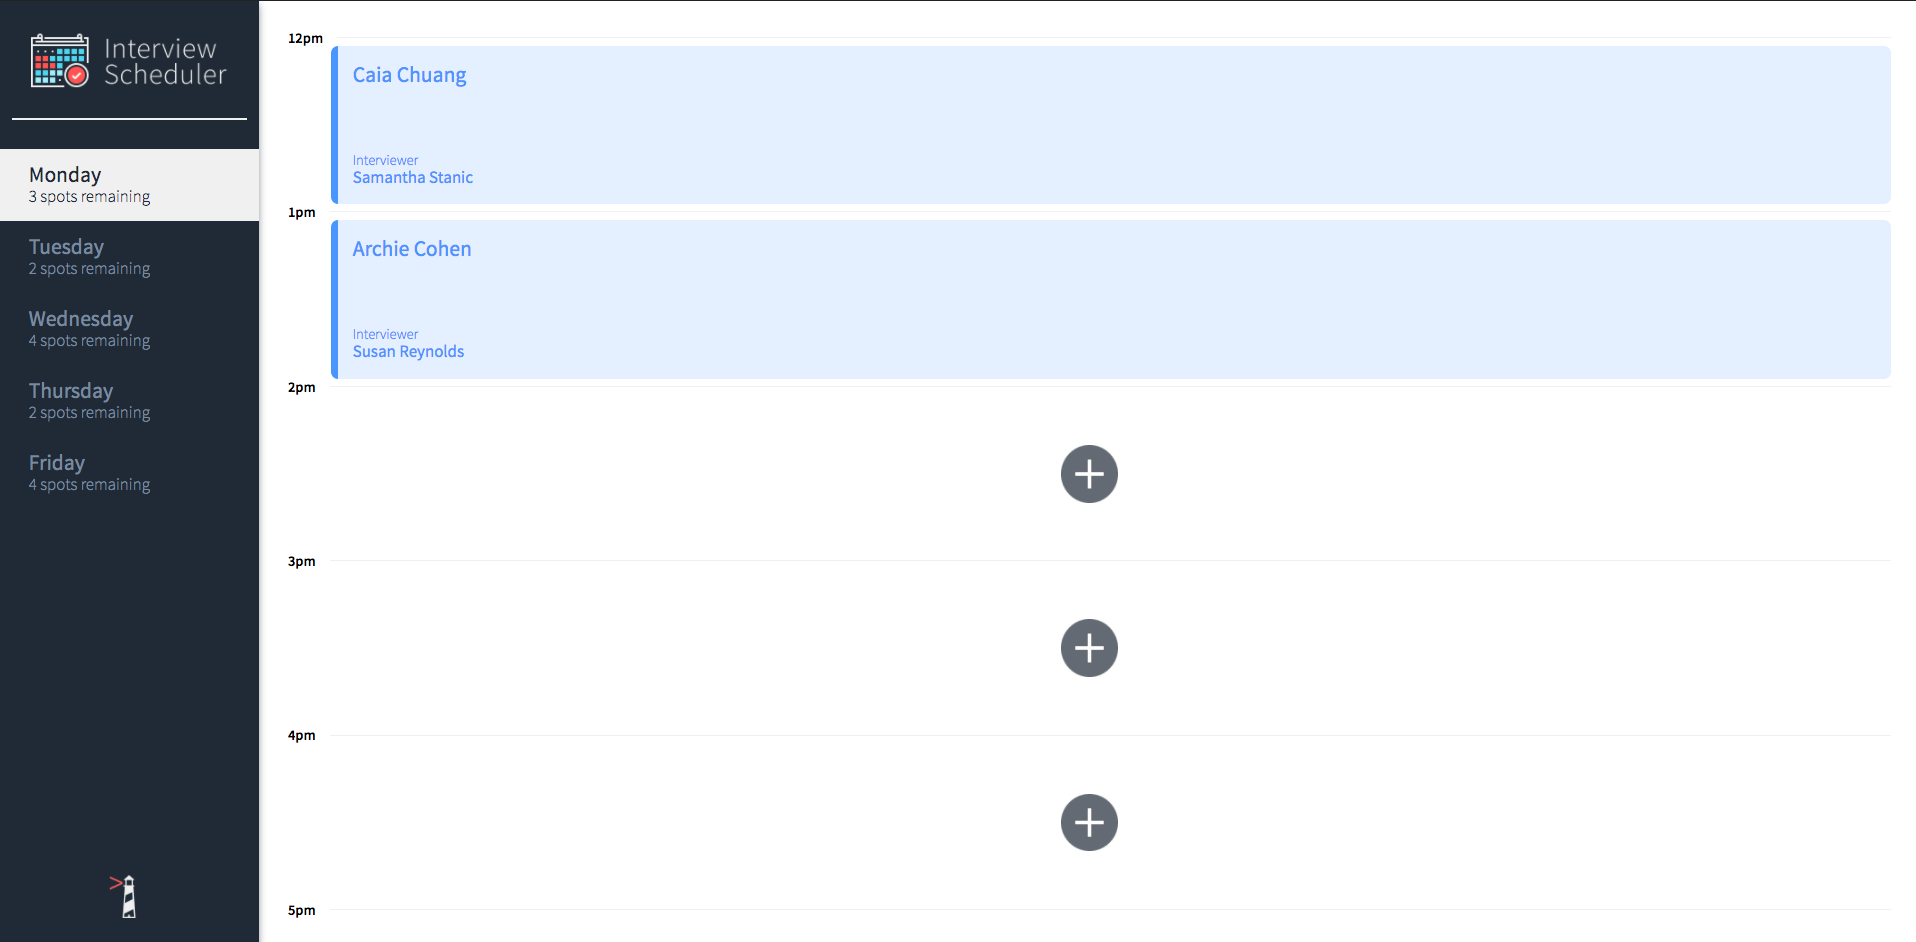 Interview
Scheduler
Monday
3 spots remaining
Tuesday
2 spots remaining
Wednesday
4 spots remaining
Thursday
2 spots remaining
Friday
4 spots remaining
12pm
Caia Chuang
Interviewer
Samantha Stanic
1pm
Archie Cohen
Interviewer
Susan Reynolds
2pm
3pm
4pm
5pm